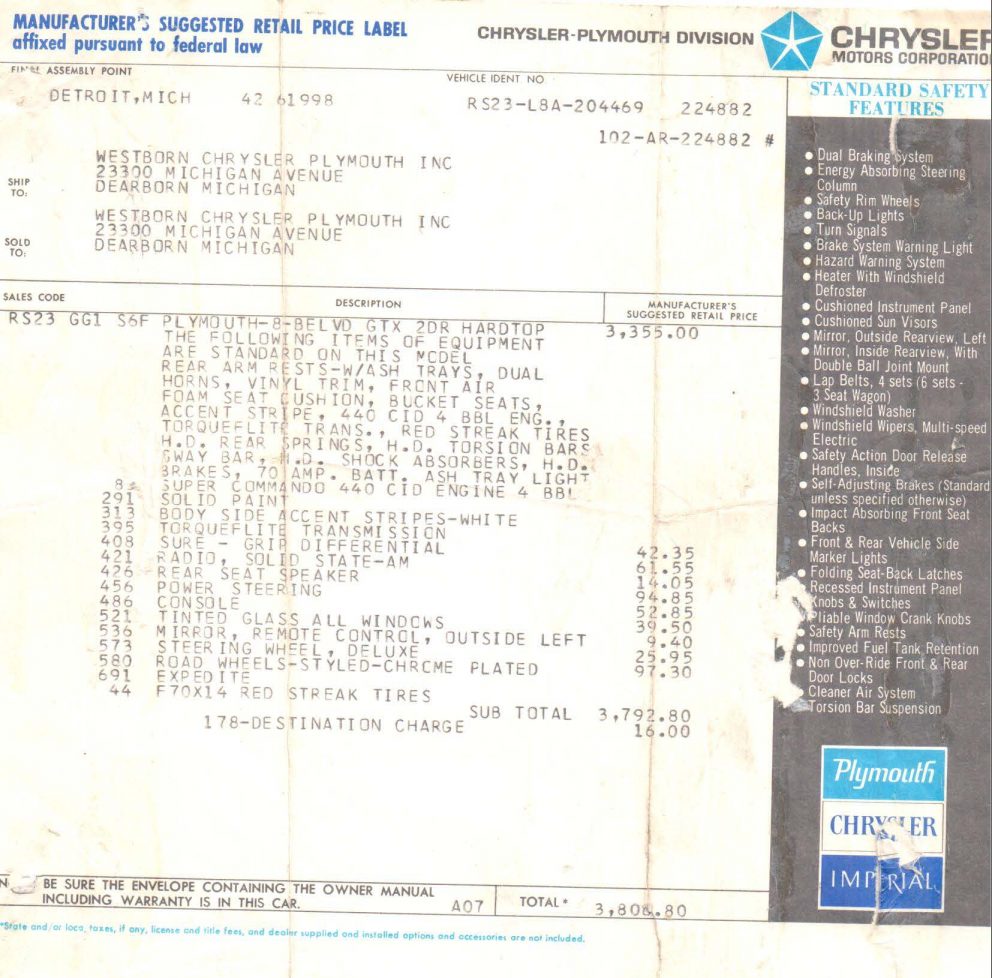 MANUFACTURER'S SUGGESTED RETAIL PRICE LABEL
affixed pursuant to federal law
CHRYSLER-PLYMOUTH DIVISION
CHRYSLER
MOTORS CORPORATION
FINAL ASSEMBLY POINT
VEHICLE IDENT NO
DETROIT,MICH 42 61998
RS23-L8A-204469 224882
102-AR-224882 #
SHIP TO:
WESTBORN CHRYSLER PLYMOUTH INC
23300 MICHIGAN AVENUE
DEARBORN MICHIGAN
SOLD TO:
WESTBORN CHRYSLER PLYMOUTH INC
23300 MICHIGAN AVENUE
DEARBORN MICHIGAN
SALES CODE DESCRIPTION MANUFACTURER'S SUGGESTED RETAIL PRICE
RS23 GG1 S6F PLYMOUTH-8-BELVD GTX 2DR HARDTOP 3,355.00
THE FOLLOWING ITEMS OF EQUIPMENT
ARE STANDARD ON THIS MODEL
REAR ARM RESTS-W/ASH TRAYS, DUAL
HORNS, VINYL TRIM, FRONT AIR
FOAM SEAT CUSHION, BUCKET SEATS,
ACCENT STRIPE, 440 CID 4 BBL ENG.,
TORQUEFLITE TRANS., RED STREAK TIRES
H.D. REAR SPRINGS, H.D. TORSION BARS
SWAY BAR, H.D. SHOCK ABSORBERS, H.D.
BRAKES, 70 AMP. BATT. ASH TRAY LIGHT
SUPER COMMANDO 440 CID ENGINE 4 BBL
291 SOLID PAINT
313 BODY SIDE ACCENT STRIPES-WHITE
395 TORQUEFLITE TRANSMISSION
408 SURE - GRIP DIFFERENTIAL 42.35
421 RADIO, SOLID STATE-AM 61.55
426 REAR SEAT SPEAKER 14.05
456 POWER STEERING 94.85
486 CONSOLE 52.85
521 TINTED GLASS ALL WINDOWS 39.50
536 MIRROR, REMOTE CONTROL, OUTSIDE LEFT 9.40
573 STEERING WHEEL, DELUXE 25.95
580 ROAD WHEELS-STYLED-CHROME PLATED 97.30
691 EXPEDITE
44 F70X14 RED STREAK TIRES
SUB TOTAL 3,792.80
178-DESTINATION CHARGE 16.00
BE SURE THE ENVELOPE CONTAINING THE OWNER MANUAL
INCLUDING WARRANTY IS IN THIS CAR.
A07 TOTAL* 3,808.80
*State and/or local taxes, if any, license and title fees, and dealer supplied and installed options and accessories are not included.
STANDARD SAFETY
FEATURES
● Dual Braking System
● Energy Absorbing Steering
Column
● Safety Rim Wheels
● Back-Up Lights
● Turn Signals
● Brake System Warning Light
● Hazard Warning System
● Heater With Windshield
Defroster
● Cushioned Instrument Panel
● Cushioned Sun Visors
● Mirror, Outside Rearview, Left
● Mirror, Inside Rearview, With
Double Ball Joint Mount
● Lap Belts, 4 sets (6 sets -
3 Seat Wagon)
● Windshield Washer
● Windshield Wipers, Multi-speed
Electric
● Safety Action Door Release
Handles, Inside
● Self-Adjusting Brakes (Standard
unless specified otherwise)
● Impact Absorbing Front Seat
Backs
● Front & Rear Vehicle Side
Marker Lights
● Folding Seat-Back Latches
Recessed Instrument Panel
Knobs & Switches
Pliable Window Crank Knobs
● Safety Arm Rests
● Improved Fuel Tank Retention
● Non Over-Ride Front & Rear
Door Locks
Cleaner Air System
Torsion Bar Suspension
Plymouth
CHRYSLER
IMPERIAL